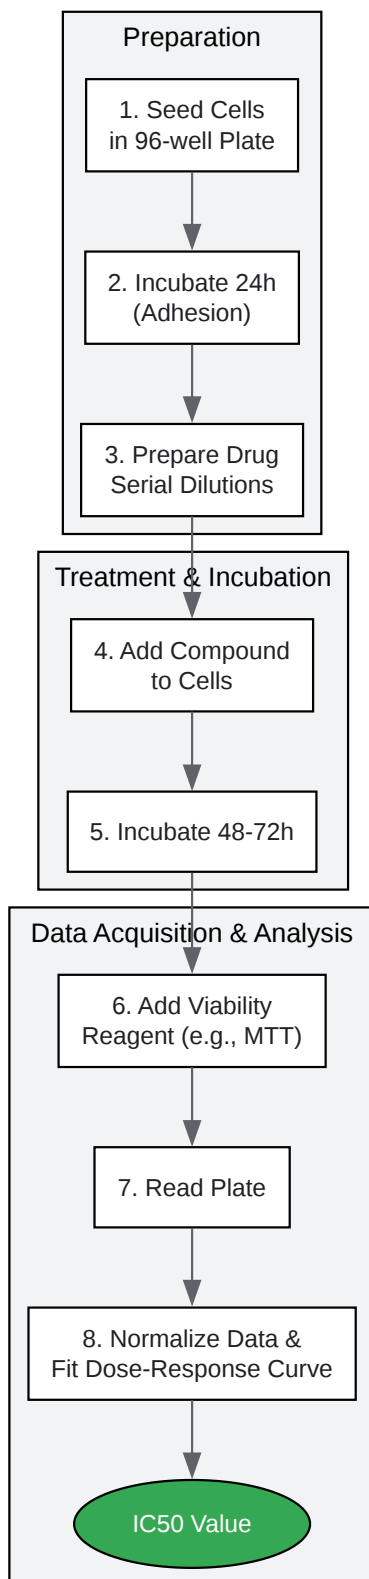 Preparation
1. Seed Cells
in 96-well Plate
2. Incubate 24h
(Adhesion)
3. Prepare Drug
Serial Dilutions
Treatment & Incubation
4. Add Compound
to Cells
5. Incubate 48-72h
Data Acquisition & Analysis
6. Add Viability
Reagent (e.g., MTT)
7. Read Plate
8. Normalize Data &
Fit Dose-Response Curve
IC50 Value